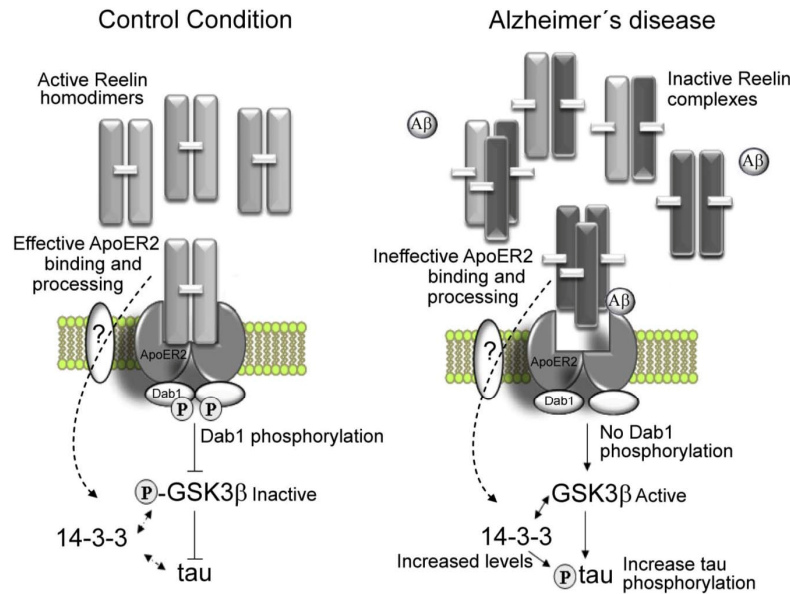 Control Condition
Active Reelin
homodimers
Effective ApoER2
binding and
processing
?
ApoER2
Dab1
P P
Dab1 phosphorylation
P-GSK3β Inactive
14-3-3
tau
Alzheimer´s disease
Inactive Reelin
complexes
Aβ
Aβ
Ineffective ApoER2
binding and
processing
Aβ
?
ApoER2
Dab1
No Dab1
phosphorylation
GSK3β Active
14-3-3
Increased levels
P tau
Increase tau
phosphorylation